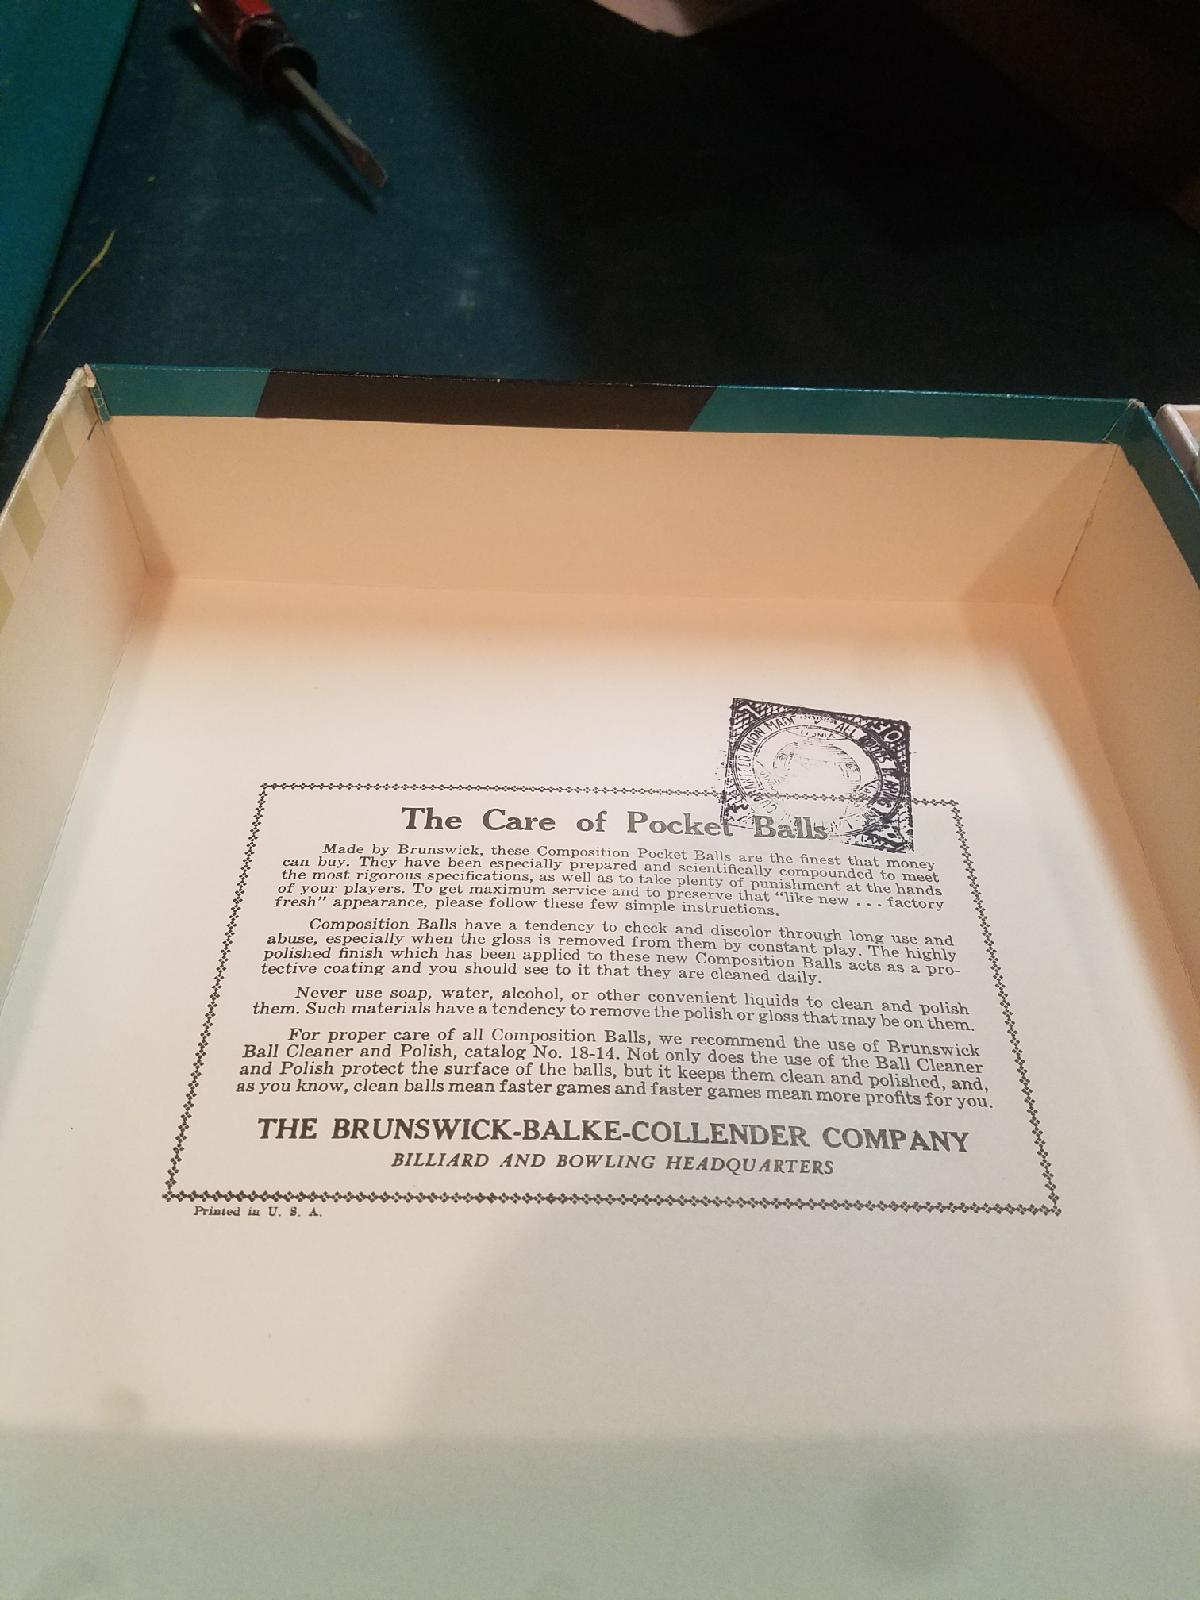 The Care of Pocket Balls
Made by Brunswick, these Composition Pocket Balls are the finest that money
can buy. They have been especially prepared and scientifically compounded to meet
the most rigorous specifications, as well as to take plenty of punishment at the hands
of your players. To get maximum service and to preserve that "like new . . . factory
fresh" appearance, please follow these few simple instructions.
Composition Balls have a tendency to check and discolor through long use and
abuse, especially when the gloss is removed from them by constant play. The highly
polished finish which has been applied to these new Composition Balls acts as a pro-
tective coating and you should see to it that they are cleaned daily.
Never use soap, water, alcohol, or other convenient liquids to clean and polish
them. Such materials have a tendency to remove the polish or gloss that may be on them.
For proper care of all Composition Balls, we recommend the use of Brunswick
Ball Cleaner and Polish, catalog No. 18-14. Not only does the use of the Ball Cleaner
and Polish protect the surface of the balls, but it keeps them clean and polished, and,
as you know, clean balls mean faster games and faster games mean more profits for you.
THE BRUNSWICK-BALKE-COLLENDER COMPANY
BILLIARD AND BOWLING HEADQUARTERS
Printed in U. S. A.